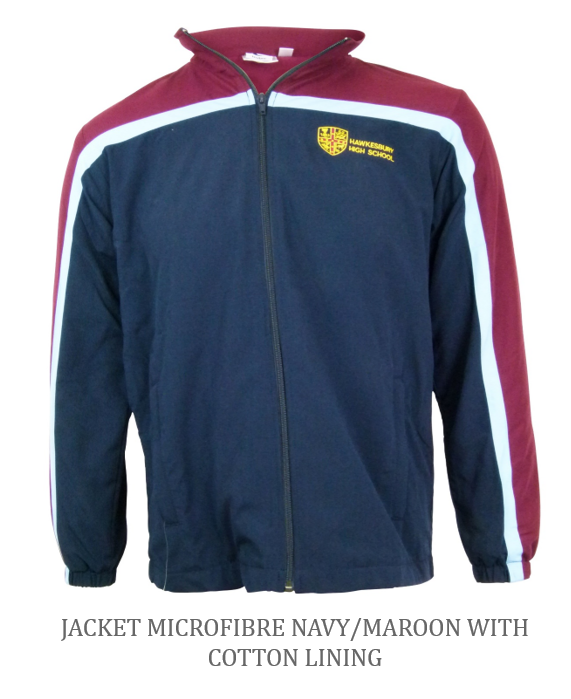 HAWKESBURY
HIGH SCHOOL
JACKET MICROFIBRE NAVY/MAROON WITH
COTTON LINING